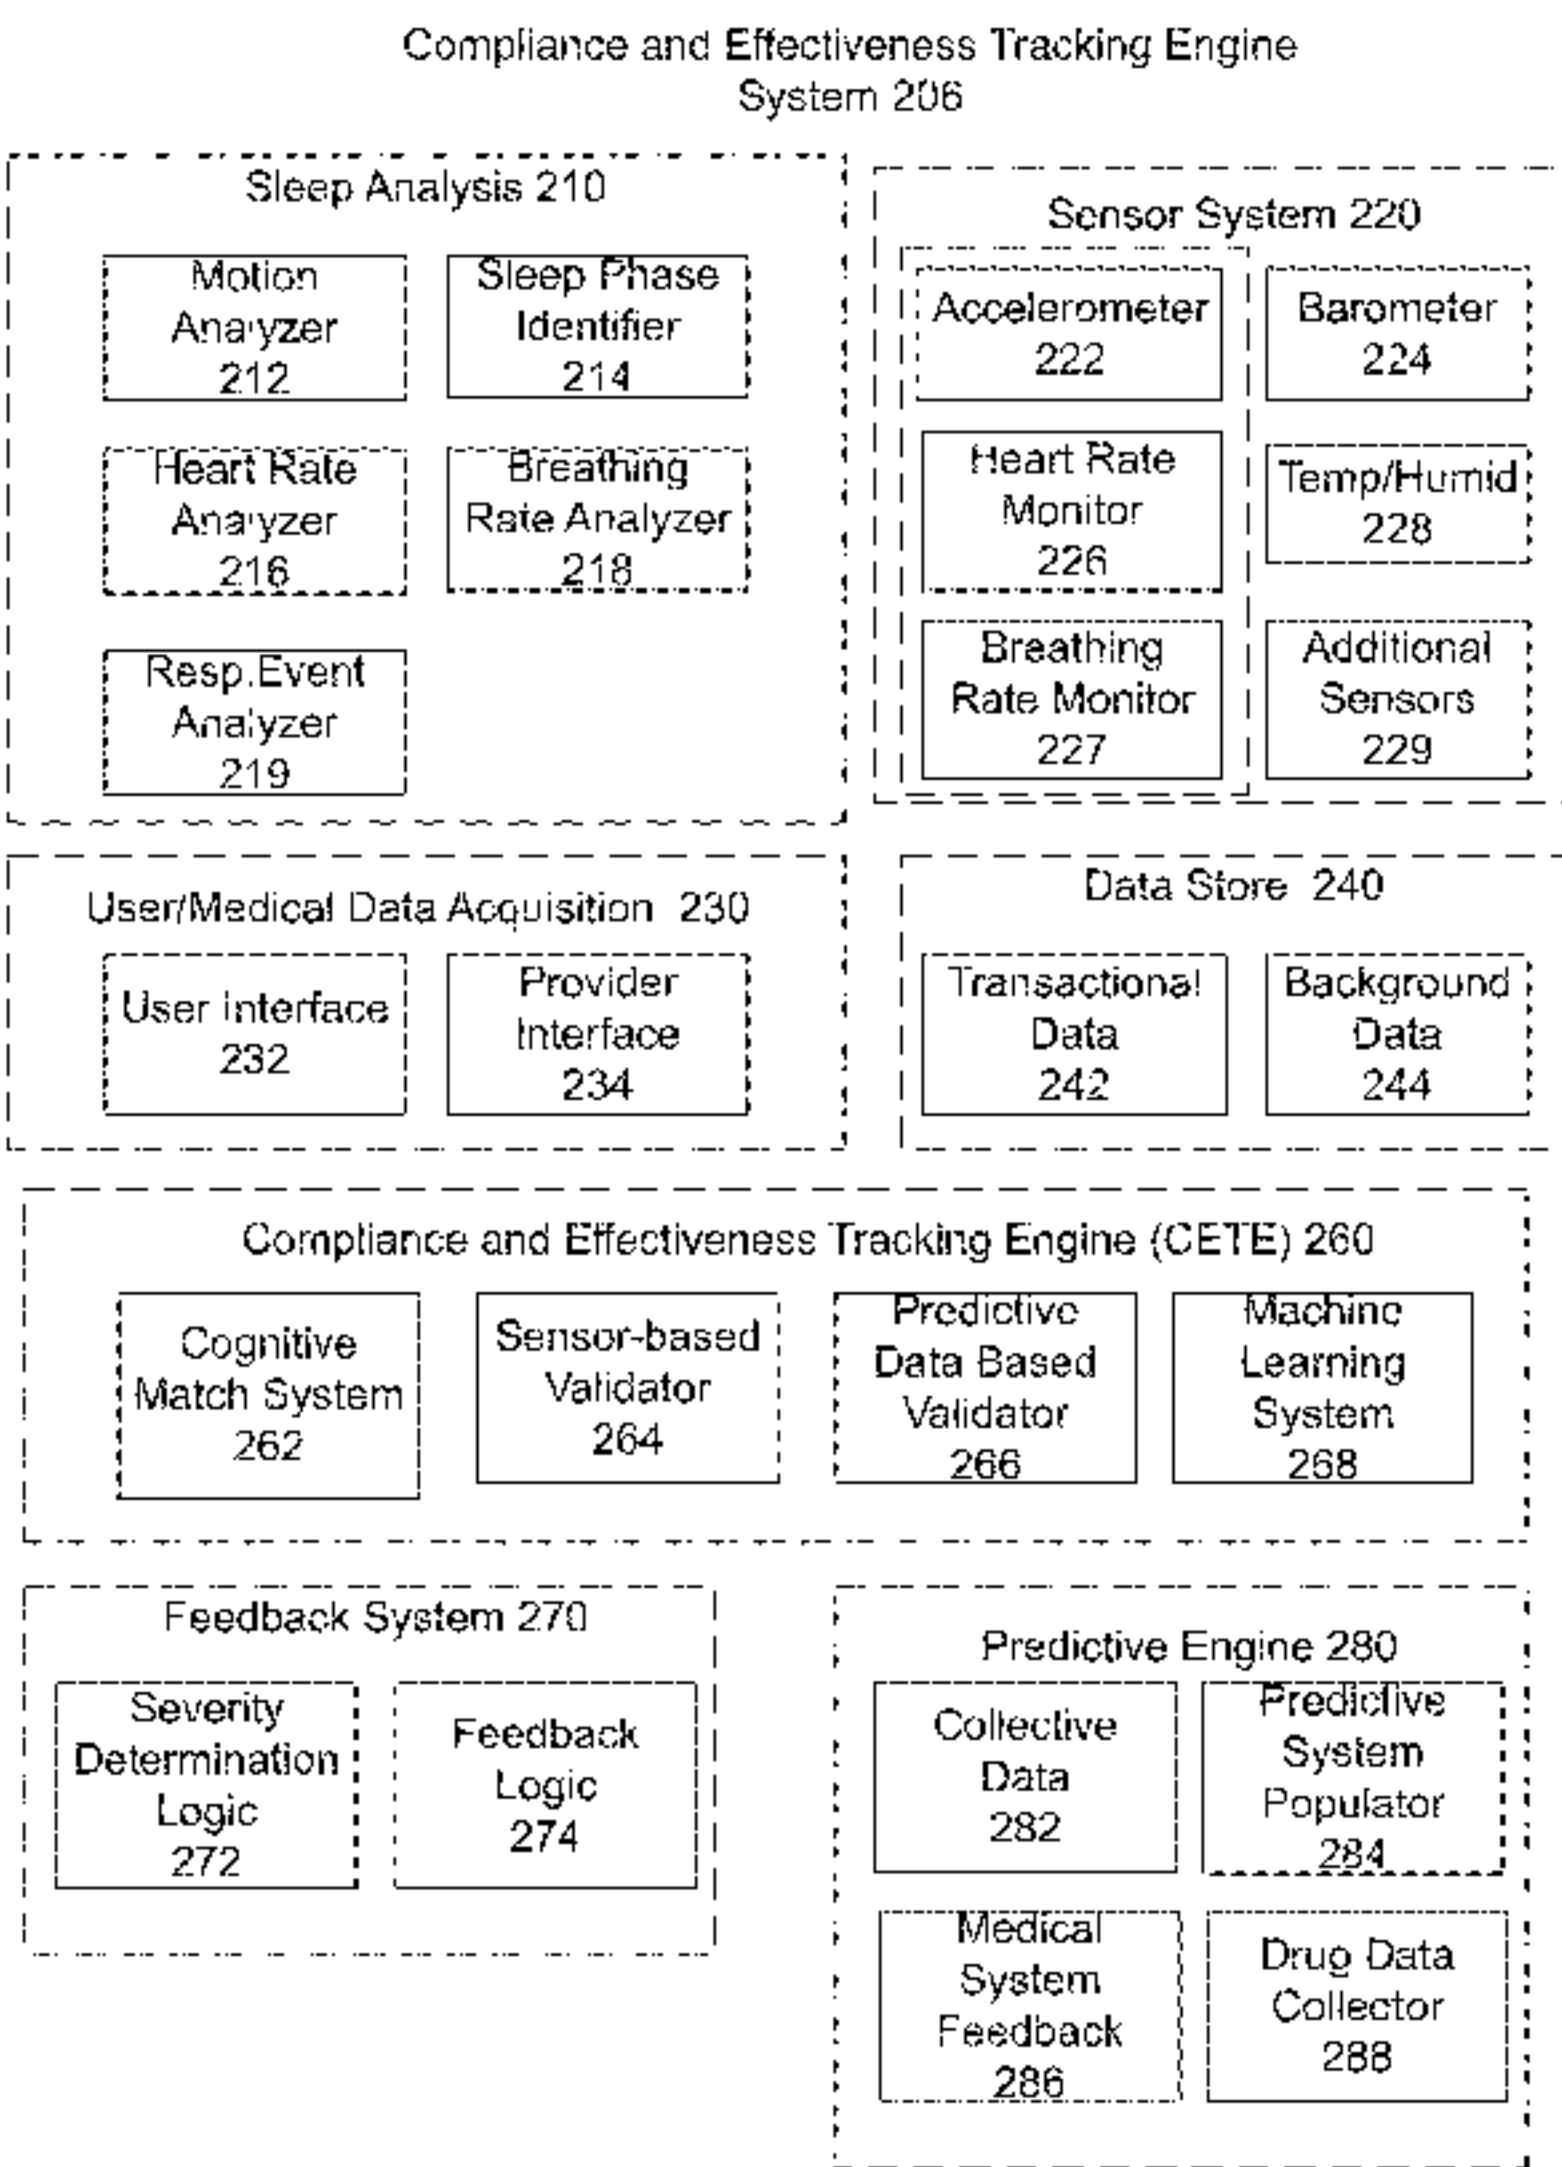 Compliance and Effectiveness Tracking Engine
System 206
Sleep Analysis 210
Motion
Analyzer
212
Sleep Phase
Identifier
214
Heart Rate
Analyzer
216
Breathing
Rate Analyzer
218
Resp.Event
Analyzer
219
Sensor System 220
Accelerometer
222
Barometer
224
Heart Rate
Monitor
226
Temp/Humid
228
Breathing
Rate Monitor
227
Additional
Sensors
229
User/Medical Data Acquisition 230
User Interface
232
Provider
Interface
234
Data Store 240
Transactional
Data
242
Background
Data
244
Compliance and Effectiveness Tracking Engine (CETE) 260
Cognitive
Match System
262
Sensor-based
Validator
264
Predictive
Data Based
Validator
266
Machine
Learning
System
268
Feedback System 270
Severity
Determination
Logic
272
Feedback
Logic
274
Predictive Engine 280
Collective
Data
282
Predictive
System
Populator
284
Medical
System
Feedback
286
Drug Data
Collector
288